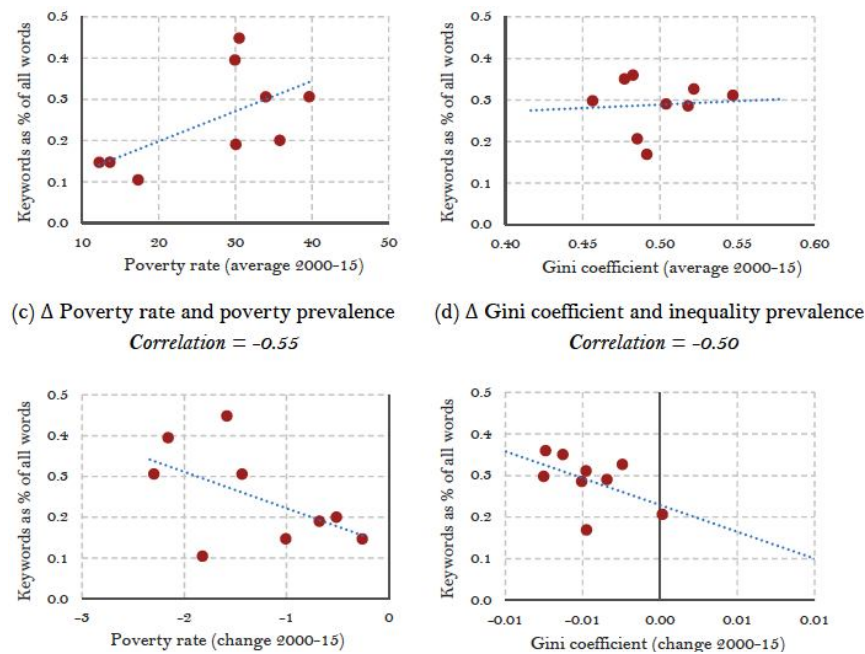 Keywords as % of all words
0.5
0.4
0.3
0.2
0.1
0.0
10 20 30 40 50
Poverty rate (average 2000-15)
Keywords as % of all words
0.5
0.4
0.3
0.2
0.1
0.0
0.40 0.45 0.50 0.55 0.60
Gini coefficient (average 2000-15)
(c) Δ Poverty rate and poverty prevalence
Correlation = -0.55
(d) Δ Gini coefficient and inequality prevalence
Correlation = -0.50
Keywords as % of all words
0.5
0.4
0.3
0.2
0.1
0.0
-3 -2 -1 0
Poverty rate (change 2000-15)
Keywords as % of all words
0.5
0.4
0.3
0.2
0.1
0.0
-0.01 -0.01 0.00 0.01 0.01
Gini coefficient (change 2000-15)